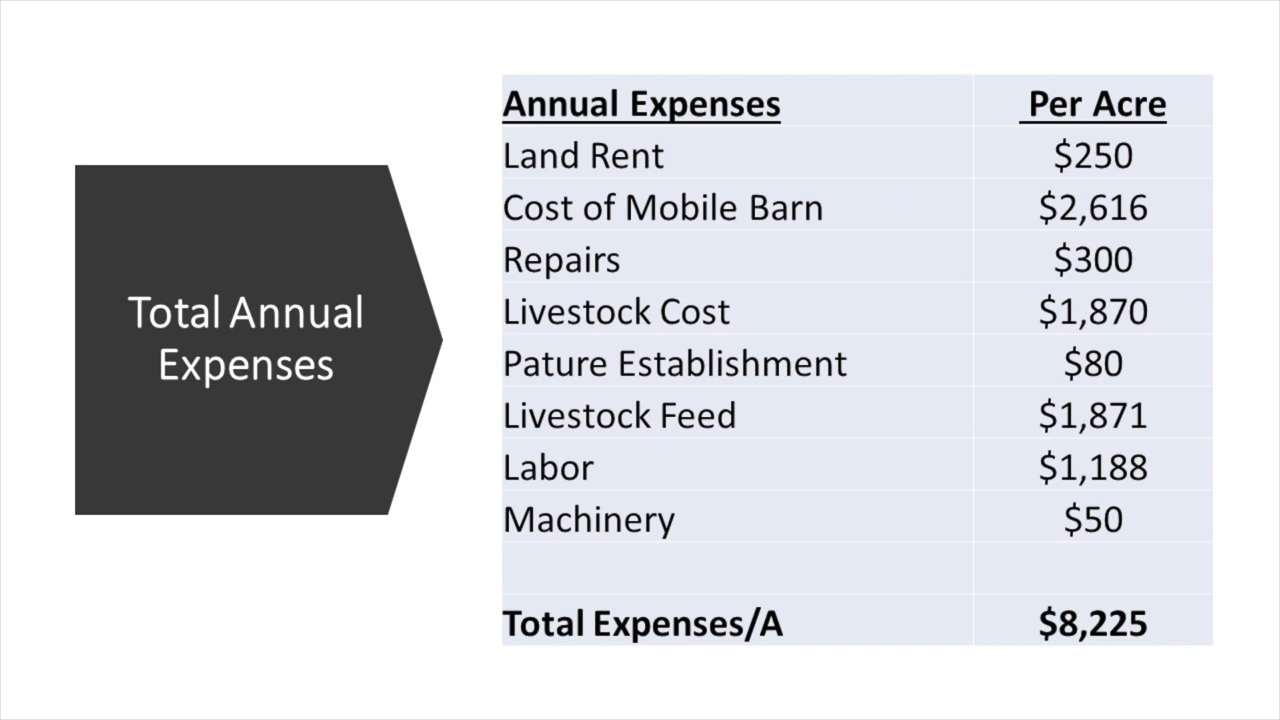 Total Annual
Expenses
Annual Expenses Per Acre
Land Rent $250
Cost of Mobile Barn $2,616
Repairs $300
Livestock Cost $1,870
Pature Establishment $80
Livestock Feed $1,871
Labor $1,188
Machinery $50
Total Expenses/A $8,225